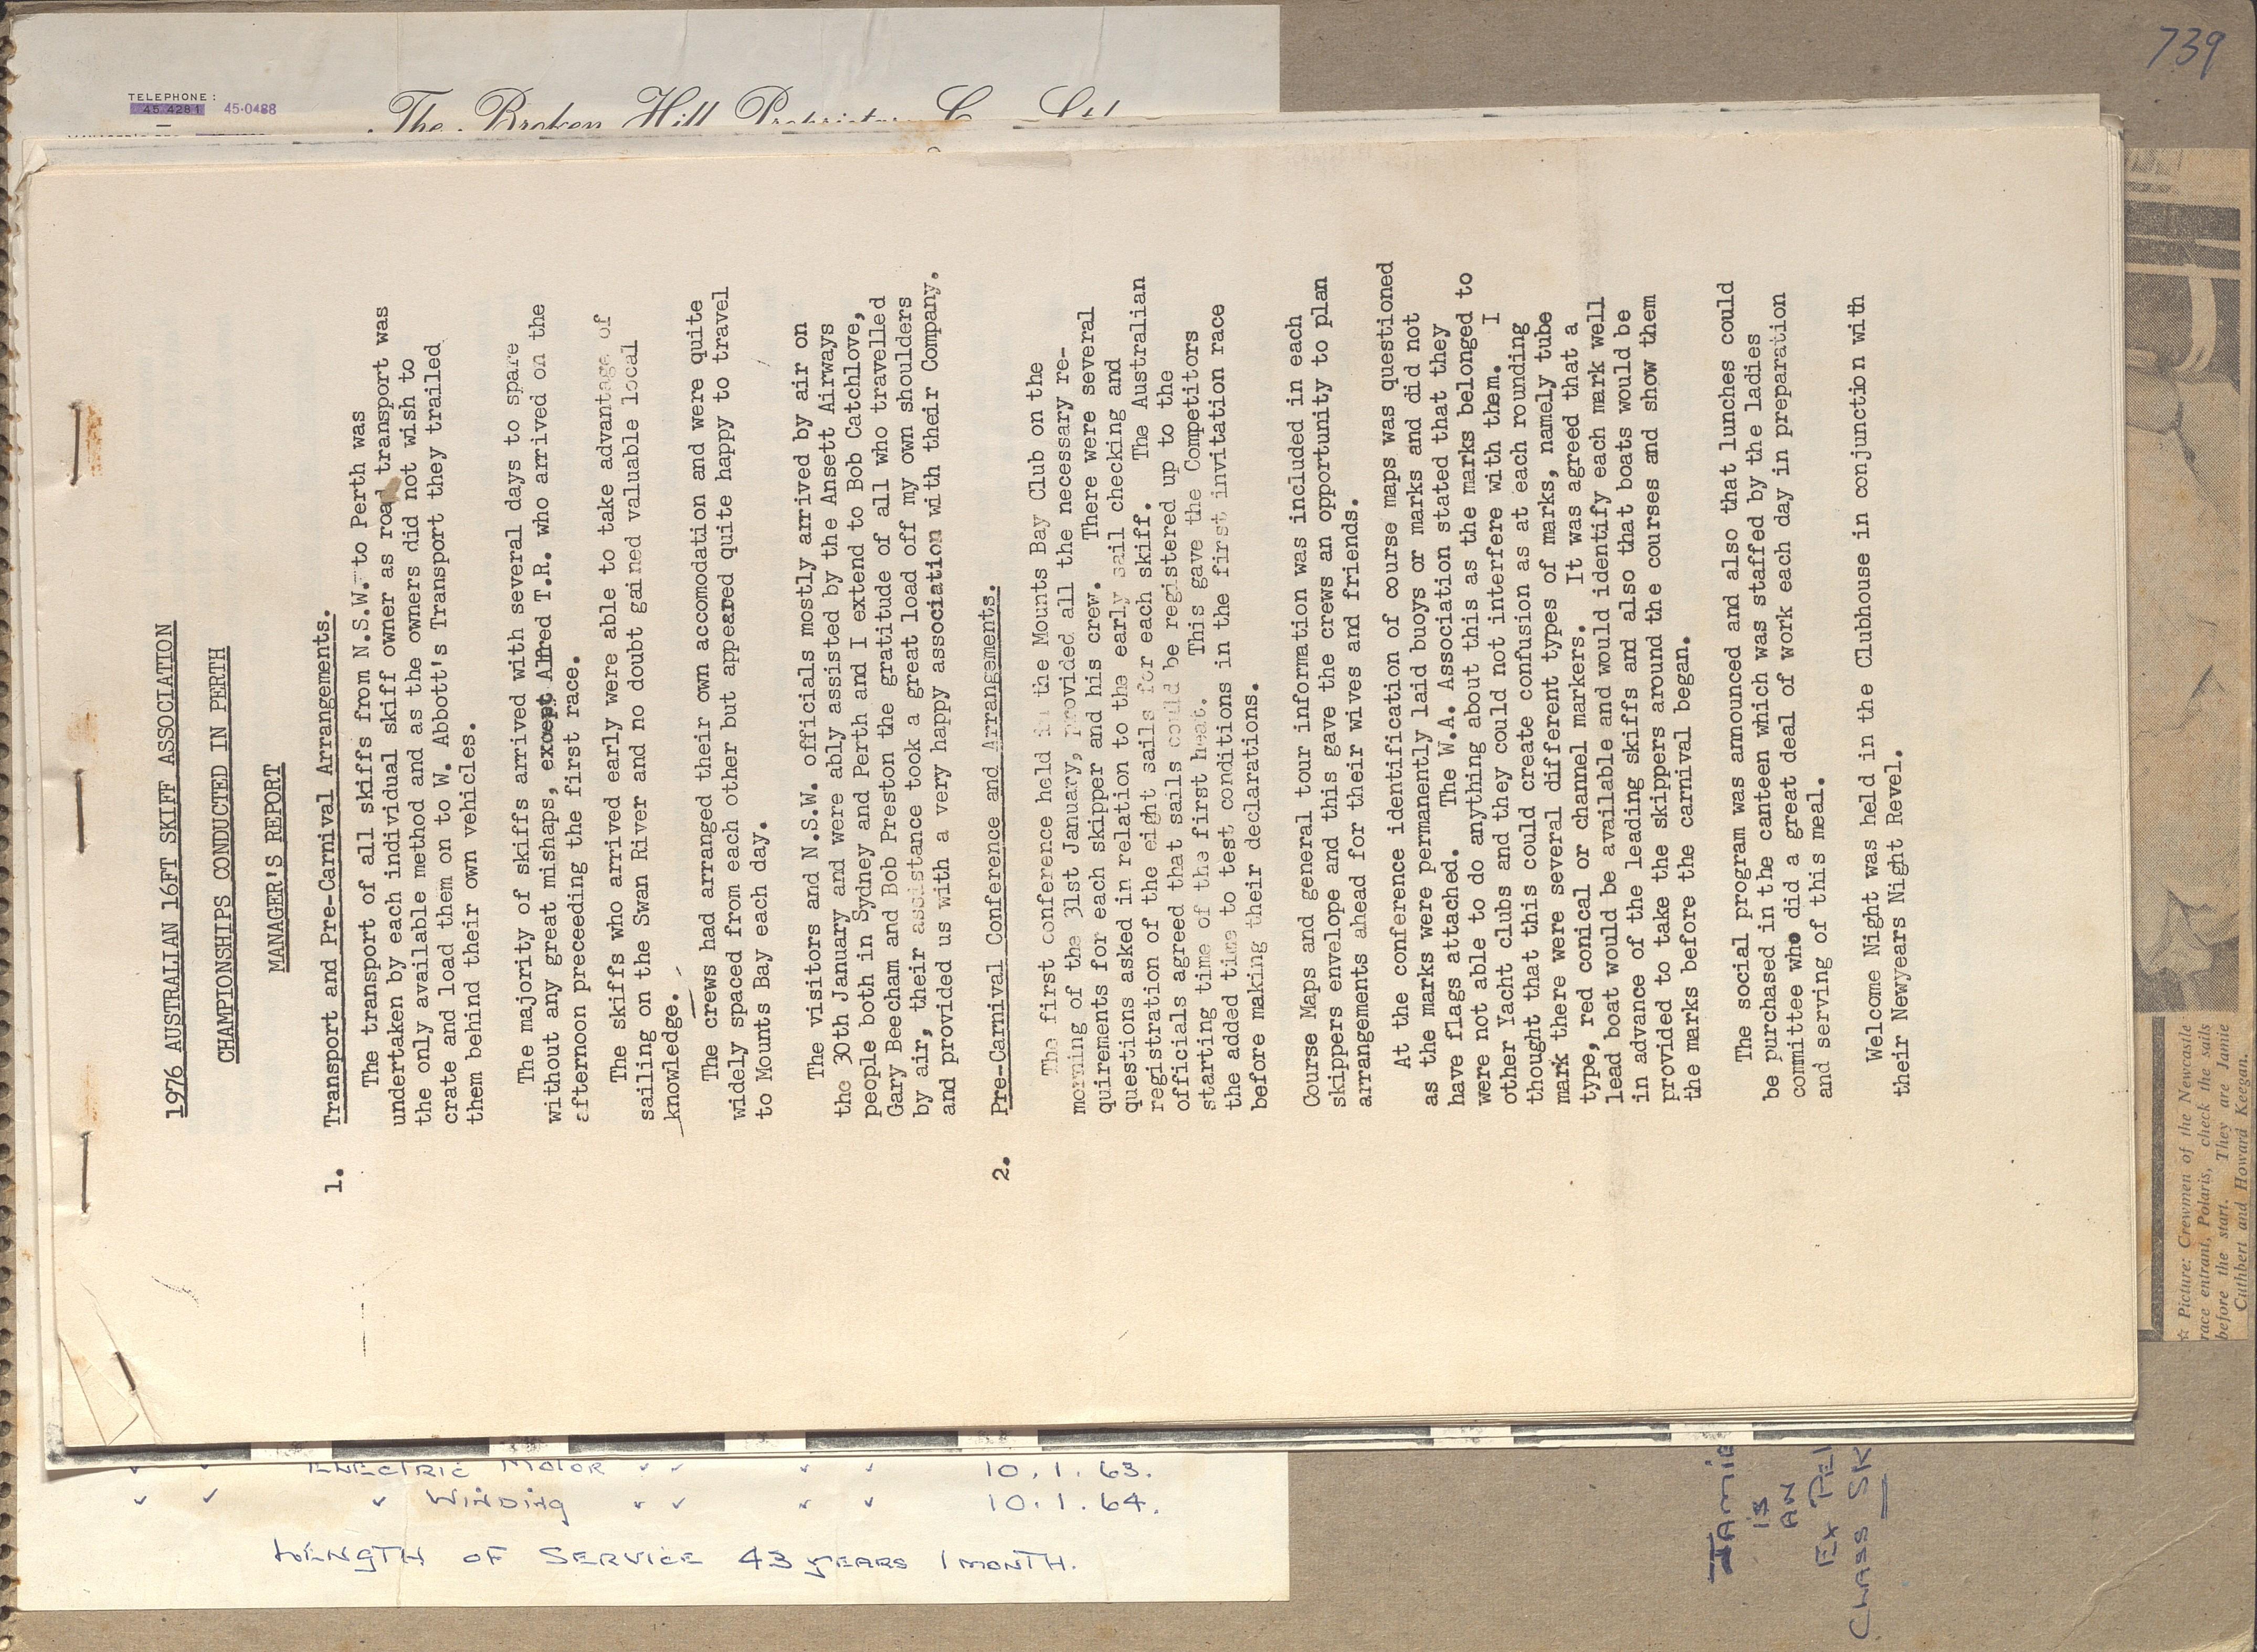 739
TELEPHONE:
45.4281 45-0488
The Broken Hill Proprietary Co Ltd
1976 AUSTRALIAN 16FT SKIFF ASSOCIATION
CHAMPIONSHIPS CONDUCTED IN PERTH
MANAGER'S REPORT
1. Transport and Pre-Carnival Arrangements.
The transport of all skiffs from N.S.W. to Perth was
undertaken by each individual skiff owner as road transport was
the only available method and as the owners did not wish to
crate and load them on to W. Abbott's Transport they trailed
them behind their own vehicles.
The majority of skiffs arrived with several days to spare
without any great mishaps, except Alfred T.R. who arrived on the
afternoon preceeding the first race.
The skiffs who arrived early were able to take advantage of
sailing on the Swan River and no doubt gained valuable local
knowledge.
The crews had arranged their own accomodation and were quite
widely spaced from each other but appeared quite happy to travel
to Mounts Bay each day.
The visitors and N.S.W. officials mostly arrived by air on
the 30th January and were ably assisted by the Ansett Airways
people both in Sydney and Perth and I extend to Bob Catchlove,
Gary Beecham and Bob Preston the gratitude of all who travelled
by air, their assistance took a great load off my own shoulders
and provided us with a very happy association with their Company.
2. Pre-Carnival Conference and Arrangements.
The first conference held in the Mounts Bay Club on the
morning of the 31st January, provided all the necessary re-
quirements for each skipper and his crew. There were several
questions asked in relation to the early sail checking and
registration of the eight sails for each skiff. The Australian
officials agreed that sails could be registered up to the
starting time of the first heat. This gave the Competitors
the added time to test conditions in the first invitation race
before making their declarations.
Course Maps and general tour information was included in each
skippers envelope and this gave the crews an opportunity to plan
arrangements ahead for their wives and friends.
At the conference identification of course maps was questioned
as the marks were permanently laid buoys or marks and did not
have flags attached. The W.A. Association stated that they
were not able to do anything about this as the marks belonged to
other Yacht clubs and they could not interfere with them. I
thought that this could create confusion as at each rounding
mark there were several different types of marks, namely tube
type, red conical or channel markers. It was agreed that a
lead boat would be available and would identify each mark well
in advance of the leading skiffs and also that boats would be
provided to take the skippers around the courses and show them
the marks before the carnival began.
The social program was announced and also that lunches could
be purchased in the canteen which was staffed by the ladies
committee who did a great deal of work each day in preparation
and serving of this meal.
Welcome Night was held in the Clubhouse in conjunction with
their Newyears Night Revel.
☆ Picture: Crewmen of the Newcastle
race entrant, Polaris, check the sails
before the start. They are Jamie
Cuthbert and Howard Keegan.
" " ELECTRIC MOTOR " " " " 10.1.63.
" " " WINDING " " " " 10.1.64.
LENGTH OF SERVICE 43 YEARS 1 MONTH.
JAMIE
IS
AN
EX
CLASS SK